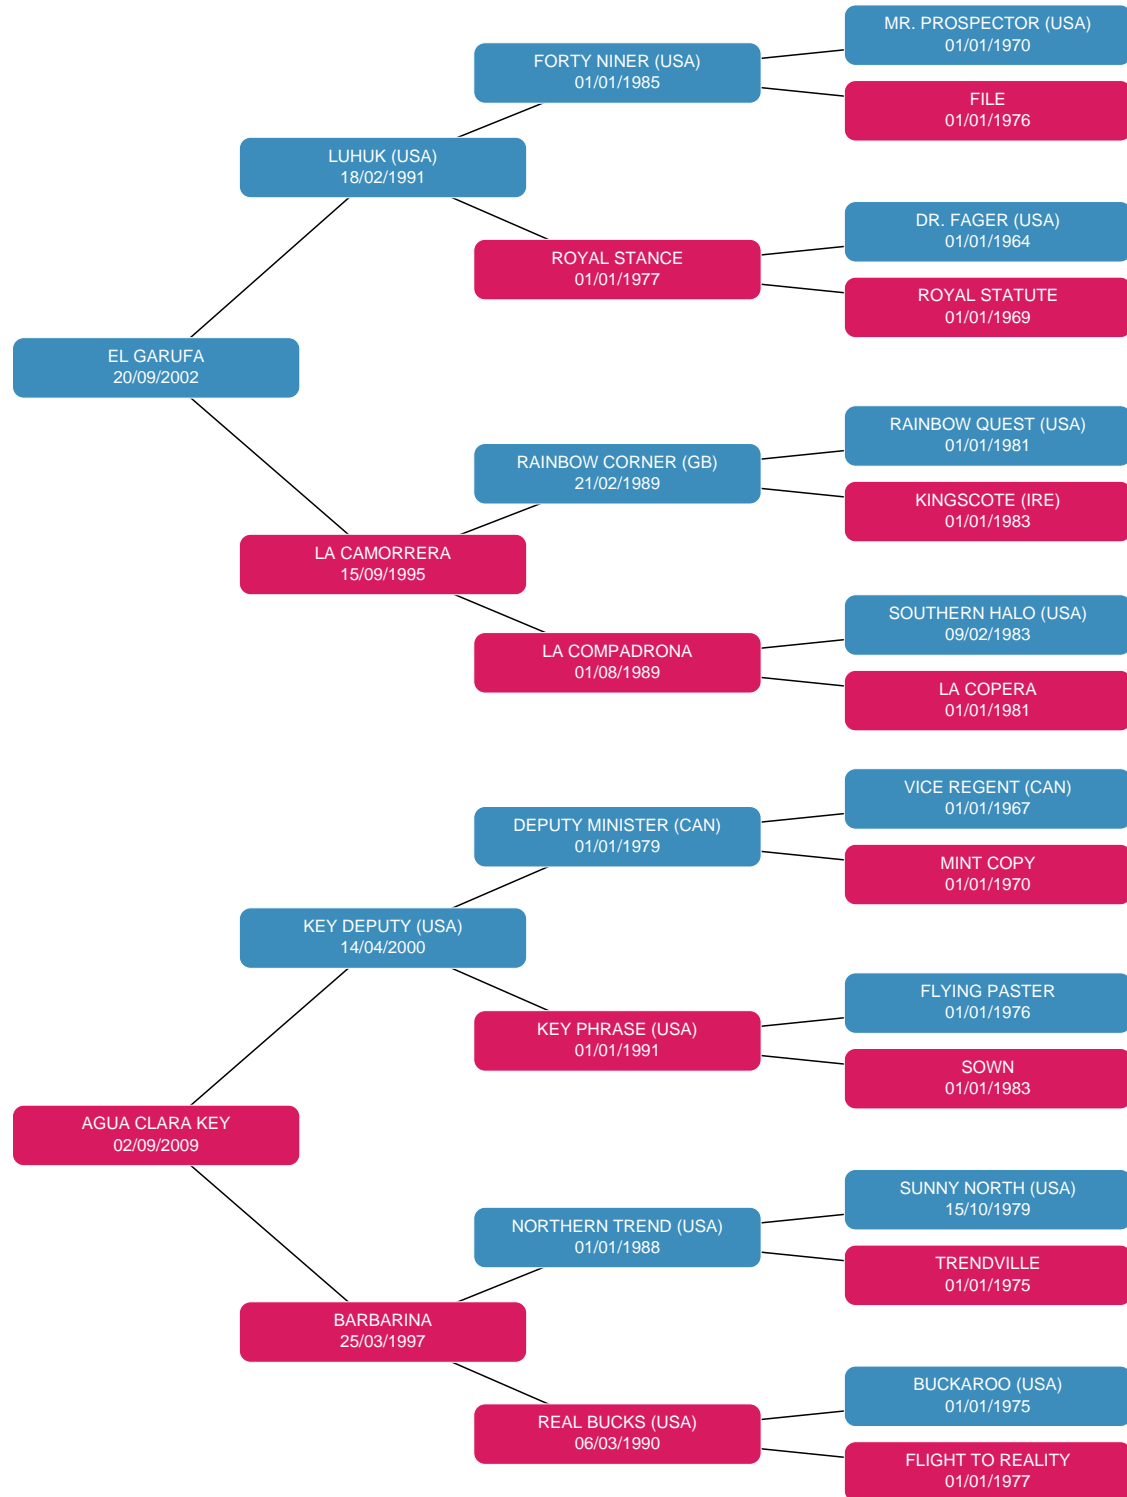 MR. PROSPECTOR (USA)
01/01/1970
FORTY NINER (USA)
01/01/1985
FILE
01/01/1976
LUHUK (USA)
18/02/1991
DR. FAGER (USA)
01/01/1964
ROYAL STANCE
01/01/1977
ROYAL STATUTE
01/01/1969
EL GARUFA
20/09/2002
RAINBOW QUEST (USA)
01/01/1981
RAINBOW CORNER (GB)
21/02/1989
KINGSCOTE (IRE)
01/01/1983
LA CAMORRERA
15/09/1995
SOUTHERN HALO (USA)
09/02/1983
LA COMPADRONA
01/08/1989
LA COPERA
01/01/1981
VICE REGENT (CAN)
01/01/1967
DEPUTY MINISTER (CAN)
01/01/1979
MINT COPY
01/01/1970
KEY DEPUTY (USA)
14/04/2000
FLYING PASTER
01/01/1976
KEY PHRASE (USA)
01/01/1991
SOWN
01/01/1983
AGUA CLARA KEY
02/09/2009
SUNNY NORTH (USA)
15/10/1979
NORTHERN TREND (USA)
01/01/1988
TRENDVILLE
01/01/1975
BARBARINA
25/03/1997
BUCKAROO (USA)
01/01/1975
REAL BUCKS (USA)
06/03/1990
FLIGHT TO REALITY
01/01/1977